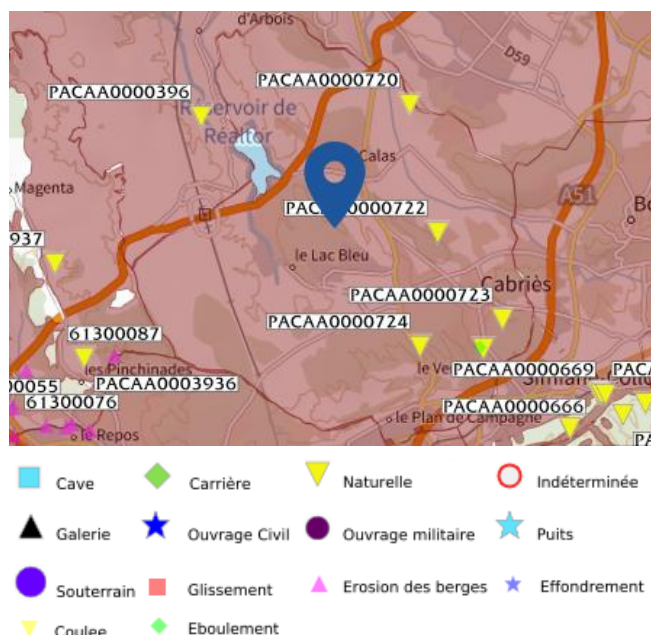 d'Arbois
D59
PACAA0000720
PACAA0000396
Réservoir de
Réaltor
Calas
Magenta
A51
PACAA0000722
Bo
937
le Lac Bleu
Cabriès
PACAA0000723
PACAA0000724
61300087
les Pinchinades
le Ve
PACAA0000669
PACA
00055
PACAA0003936
61300076
PACAA0000666
le Plan de Campagne
le Repos
PA
Cave
Carrière
Naturelle
Indéterminée
Galerie
Ouvrage Civil
Ouvrage militaire
Puits
Souterrain
Glissement
Erosion des berges
Effondrement
Coulee
Eboulement